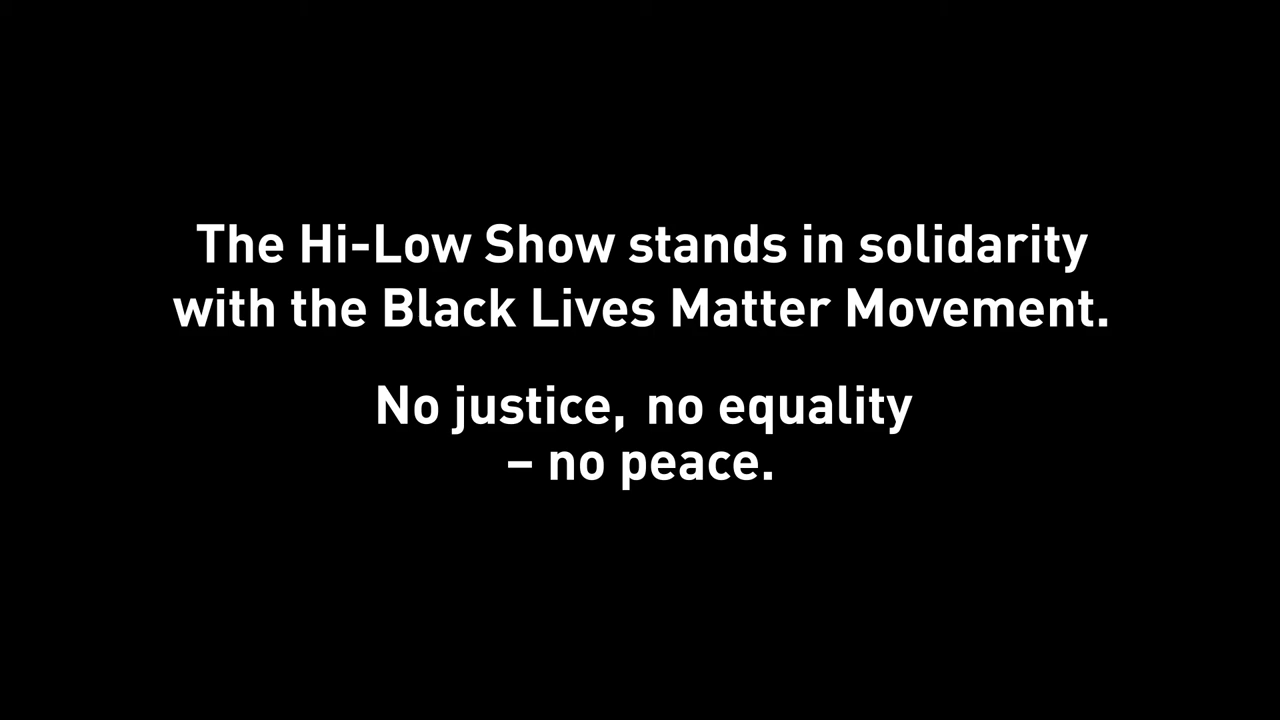 The Hi-Low Show stands in solidarity
with the Black Lives Matter Movement.
No justice, no equality
– no peace.